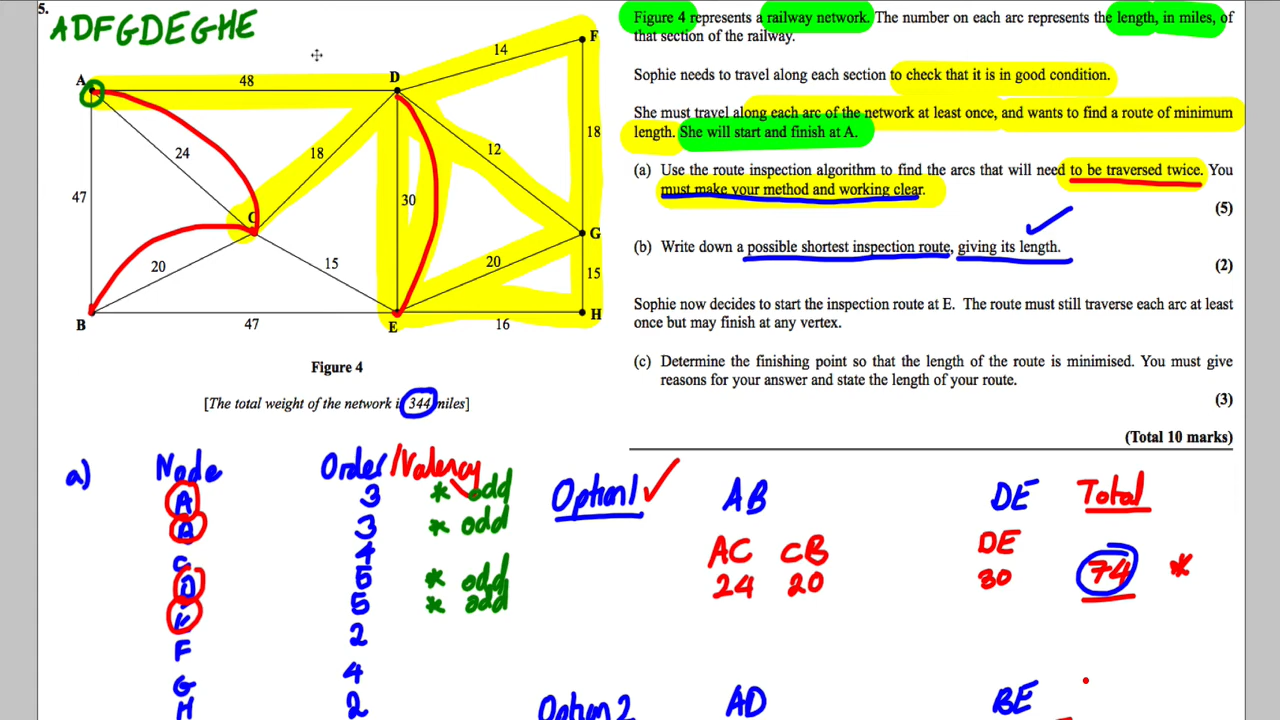 5.
ADFGDEGHE
A
48
D
14
F
24
18
12
18
47
C
30
G
20
15
20
15
B
47
E
16
H
Figure 4
[The total weight of the network i 344 miles]
Figure 4 represents a railway network. The number on each arc represents the length, in miles, of
that section of the railway.
Sophie needs to travel along each section to check that it is in good condition.
She must travel along each arc of the network at least once, and wants to find a route of minimum
length. She will start and finish at A.
(a) Use the route inspection algorithm to find the arcs that will need to be traversed twice. You
must make your method and working clear.
(5)
(b) Write down a possible shortest inspection route, giving its length.
(2)
Sophie now decides to start the inspection route at E. The route must still traverse each arc at least
once but may finish at any vertex.
(c) Determine the finishing point so that the length of the route is minimised. You must give
reasons for your answer and state the length of your route.
(3)
(Total 10 marks)
a) Node Order/Valency
A 3 * odd
B 3 * odd
C 4
D 5 * odd
E 5 * odd
F 2
G 4
H 2
Option 1 AB DE Total
AC CB DE
24 20 30 74 *
Option 2 AD BE